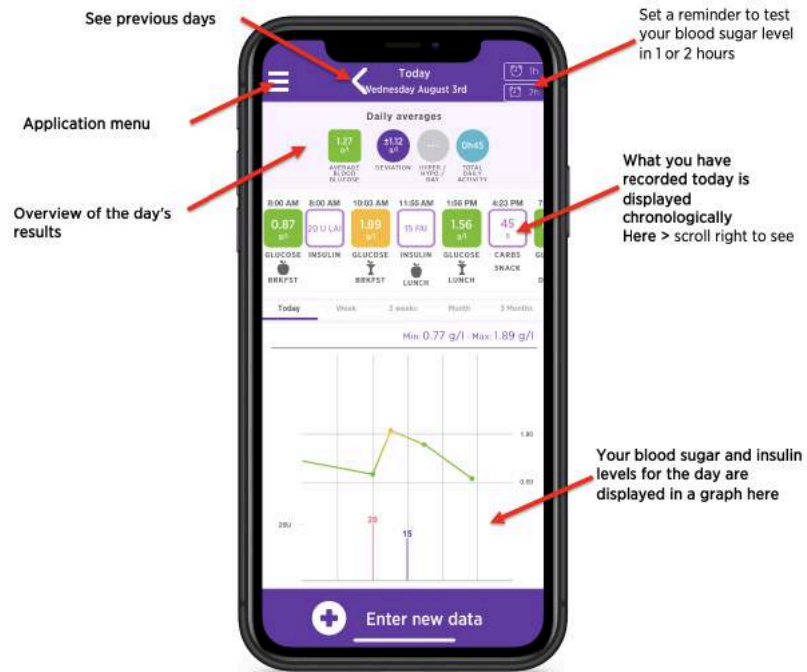 See previous days
Set a reminder to test
your blood sugar level
in 1 or 2 hours
Application menu
Overview of the day's
results
What you have
recorded today is
displayed
chronologically
Here > scroll right to see
Your blood sugar and insulin
levels for the day are
displayed in a graph here
Today
Wednesday August 3rd
1h
2h
Daily averages
1.27
g/l
±1.12
g/l
---
0h45
AVERAGE
BLOOD
GLUCOSE
DEVIATION
HYPER /
HYPO /
DAY
TOTAL
DAILY
ACTIVITY
8:00 AM 8:00 AM 10:03 AM 11:55 AM 1:56 PM 4:23 PM 7
0.87
g/l
20 U LAI
1.89
g/l
15 FAI
1.56
g/l
45
g
GLUCOSE INSULIN GLUCOSE INSULIN GLUCOSE CARBS
BRKFST BRKFST LUNCH LUNCH SNACK
Today Week 2 weeks Month 3 Months
Min: 0.77 g/l - Max: 1.89 g/l
20U
20
15
Enter new data